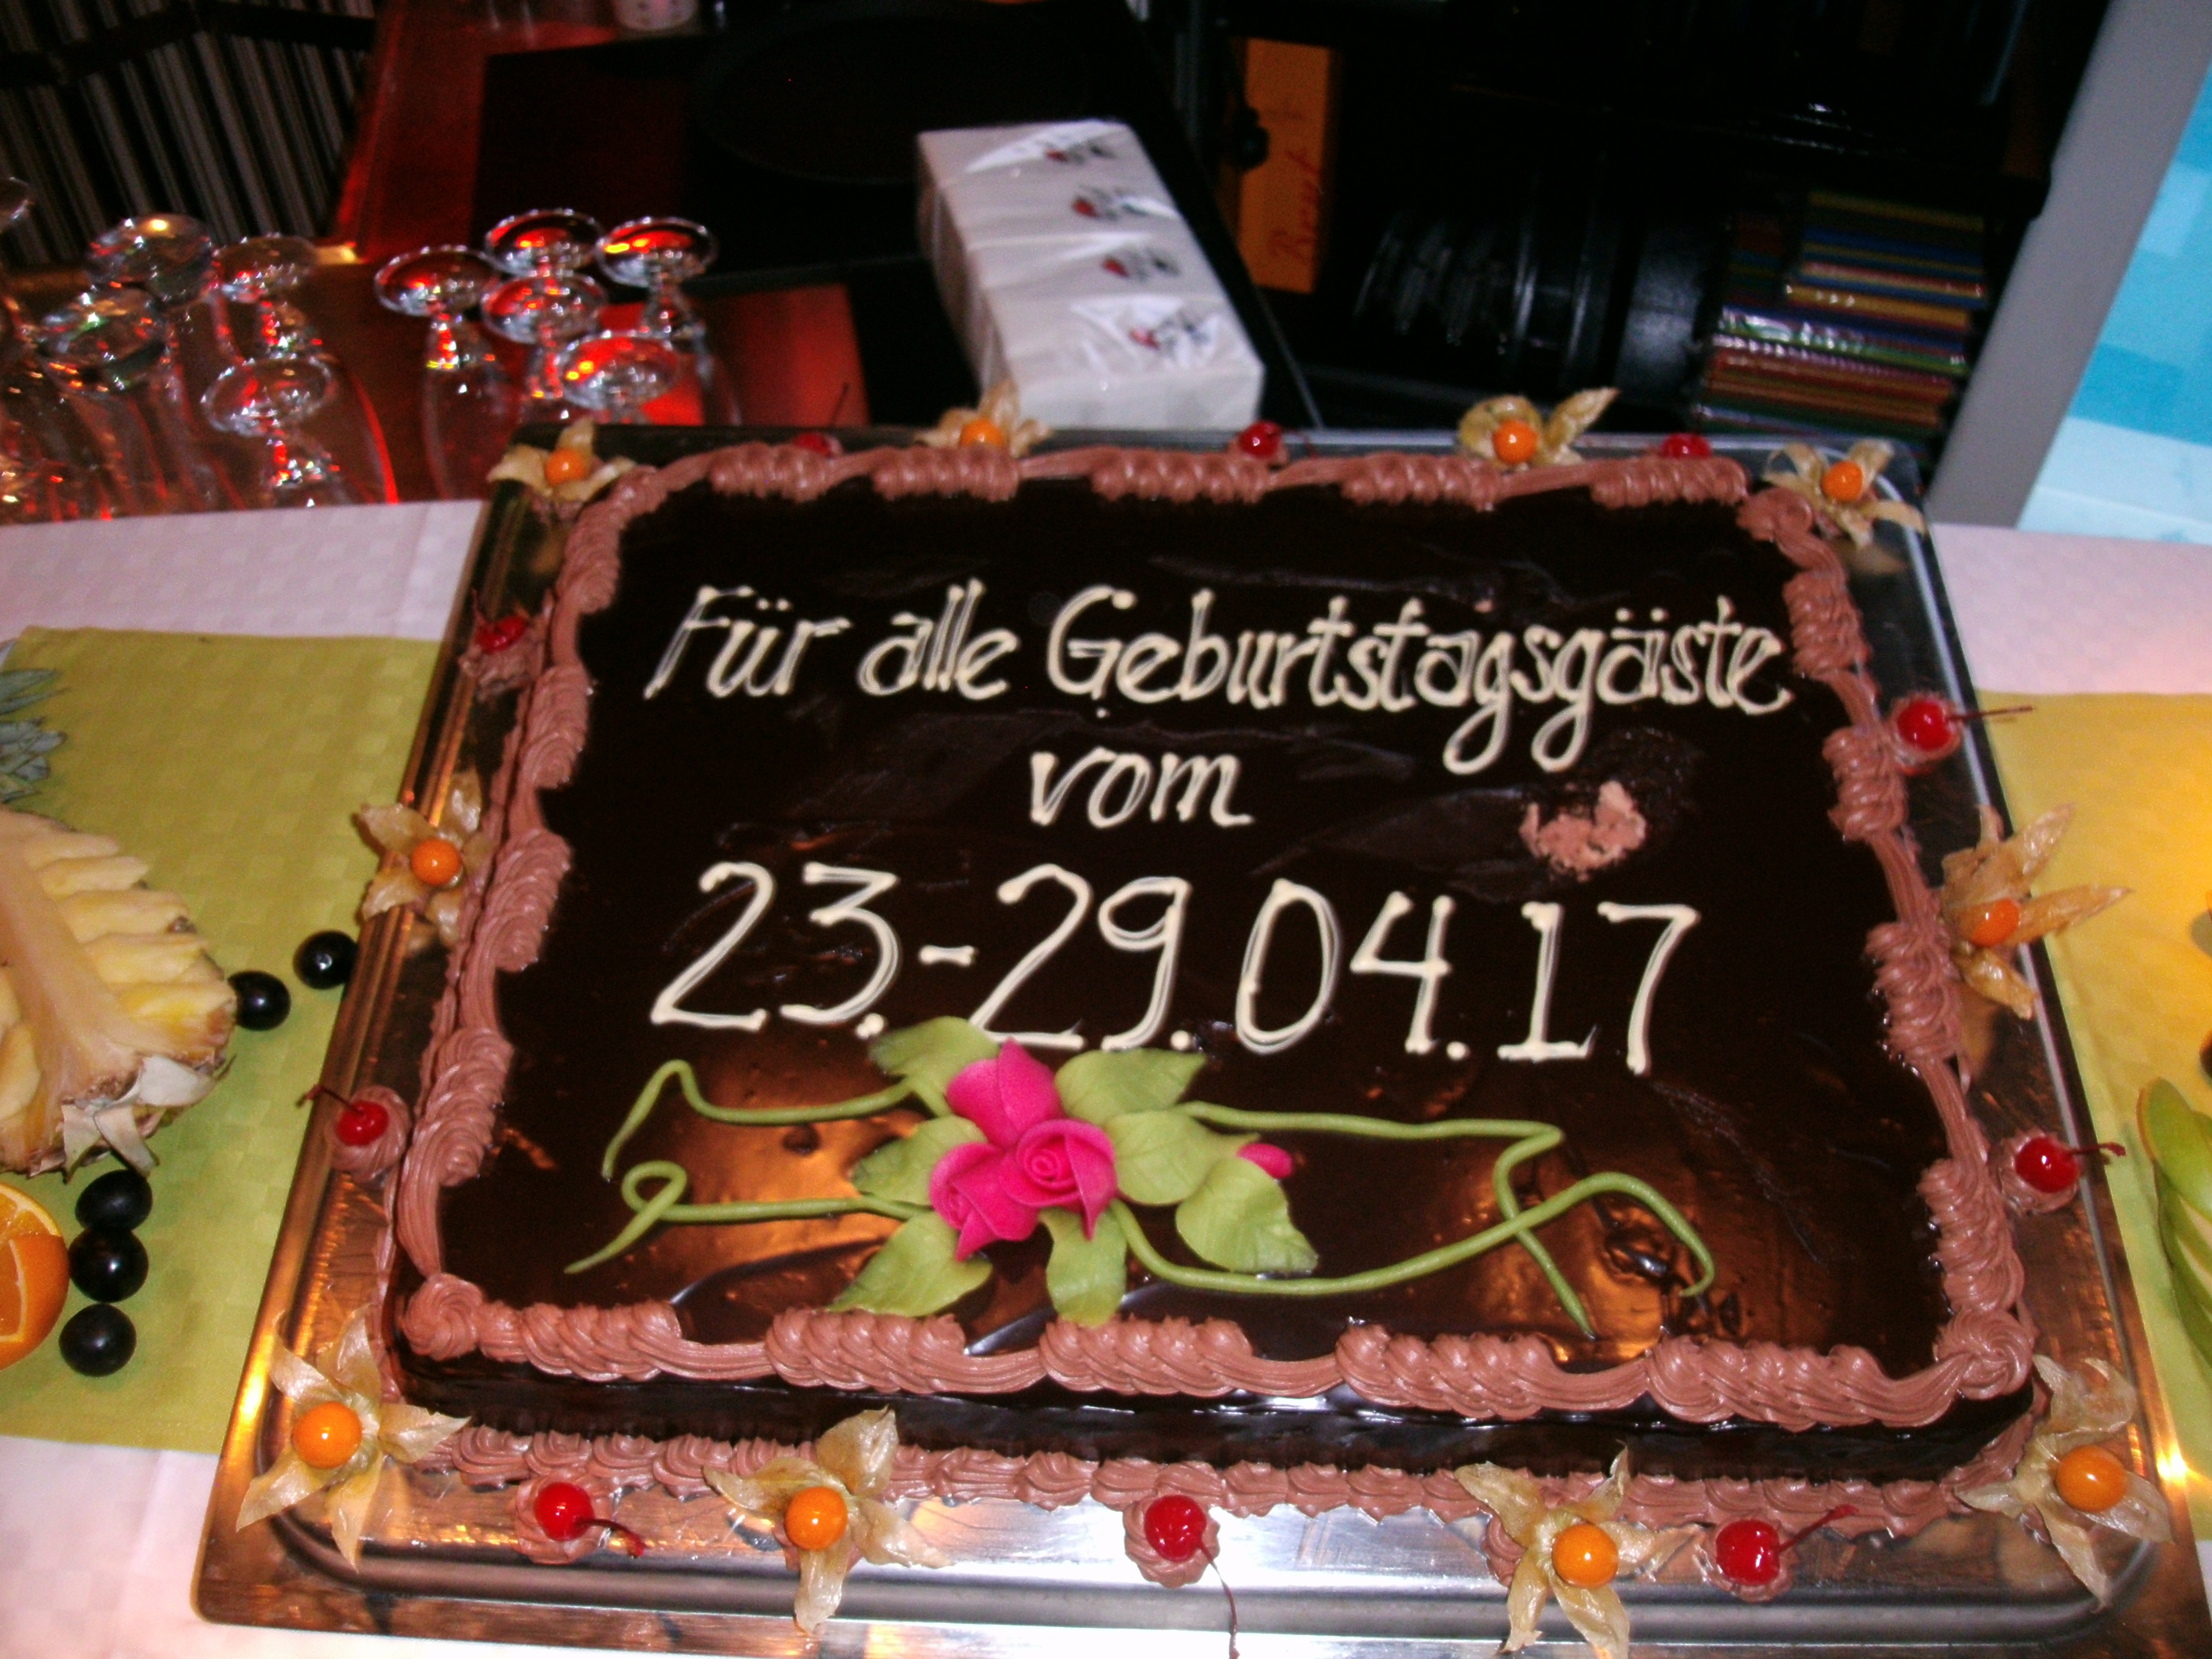 Für alle Geburtstagsgäste
vom
23.-29.04.17